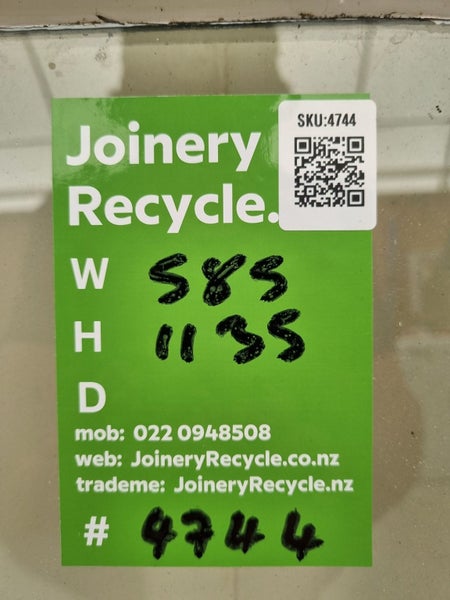 SKU:4744
Joinery
Recycle.
W 585
H 1135
D
mob: 022 0948508
web: JoineryRecycle.co.nz
trademe: JoineryRecycle.nz
# 4744